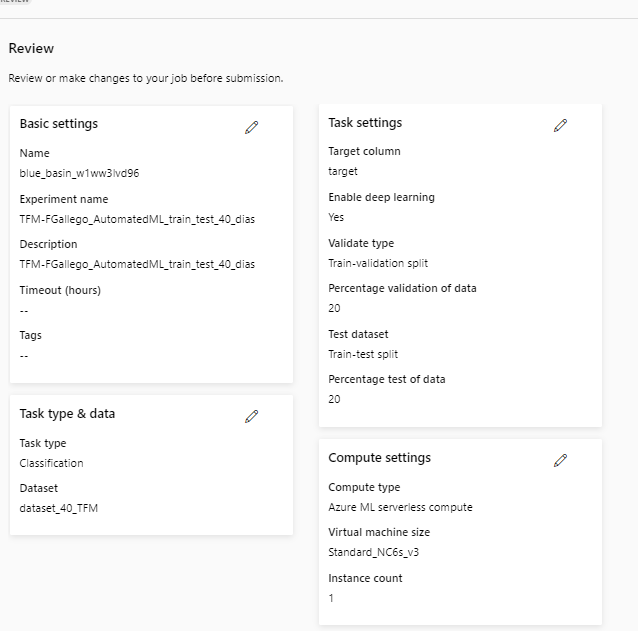 Review
Review or make changes to your job before submission.
Basic settings
Name
blue_basin_w1ww3lvd96
Experiment name
TFM-FGallego_AutomatedML_train_test_40_dias
Description
TFM-FGallego_AutomatedML_train_test_40_dias
Timeout (hours)
--
Tags
--
Task type & data
Task type
Classification
Dataset
dataset_40_TFM
Task settings
Target column
target
Enable deep learning
Yes
Validate type
Train-validation split
Percentage validation of data
20
Test dataset
Train-test split
Percentage test of data
20
Compute settings
Compute type
Azure ML serverless compute
Virtual machine size
Standard_NC6s_v3
Instance count
1